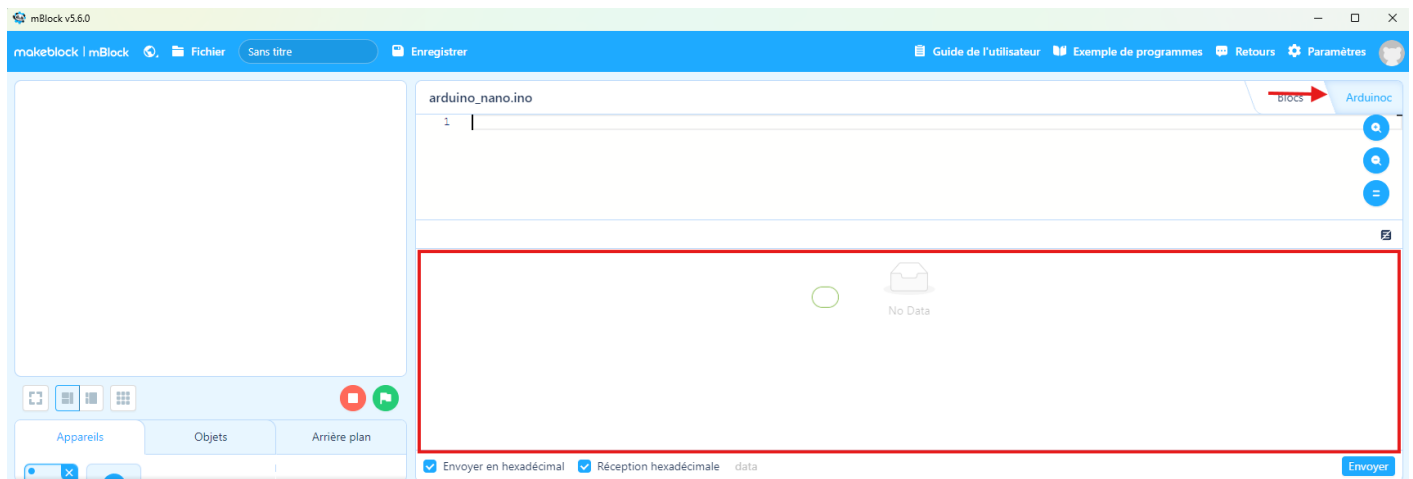 mBlock v5.6.0
makeblock | mBlock Fichier Sans titre Enregistrer Guide de l'utilisateur Exemple de programmes Retours Paramètres
arduino_nano.ino Blocs Arduinoc
1
No Data
Appareils Objets Arrière plan
Envoyer en hexadécimal Réception hexadécimale data Envoyer